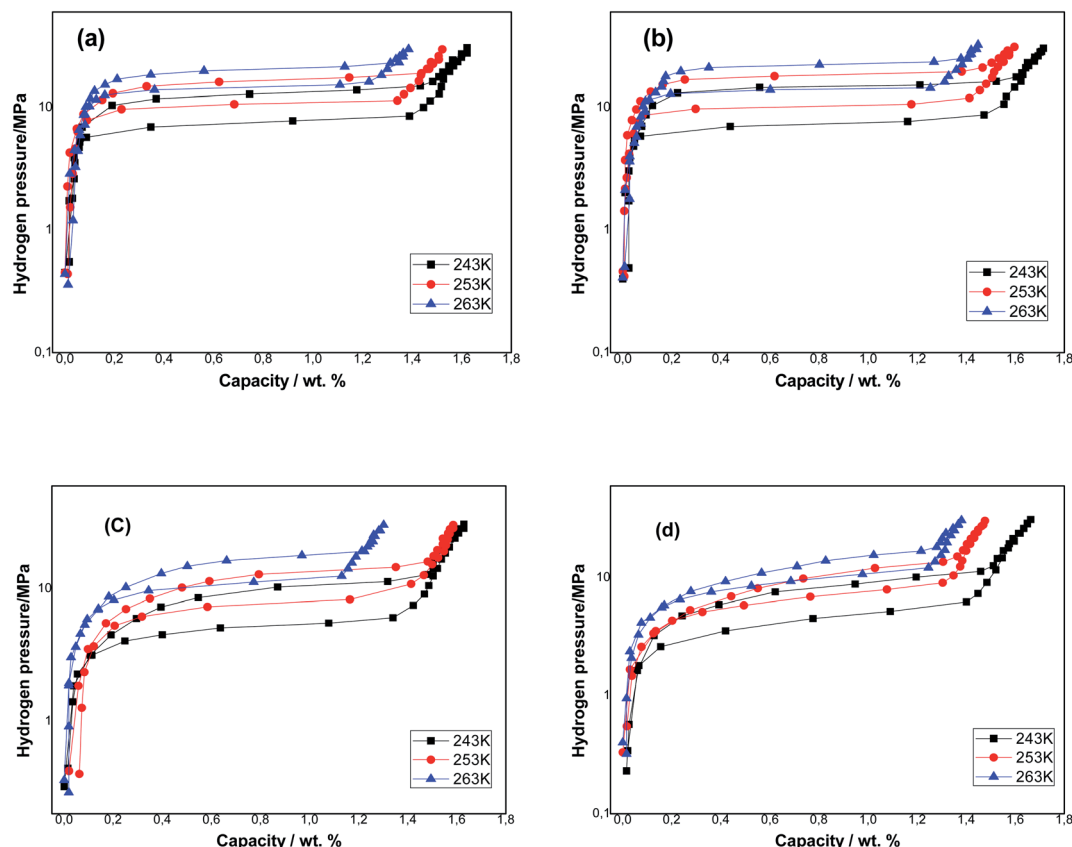 (a)
Hydrogen pressure/MPa
10
1
0,1
0,0 0,2 0,4 0,6 0,8 1,0 1,2 1,4 1,6 1,8
Capacity / wt. %
243K
253K
263K
(b)
Hydrogen pressure/MPa
10
1
0,1
0,0 0,2 0,4 0,6 0,8 1,0 1,2 1,4 1,6 1,8
Capacity / wt. %
243K
253K
263K
(C)
Hydrogen pressure/MPa
10
1
0,0 0,2 0,4 0,6 0,8 1,0 1,2 1,4 1,6 1,8
Capacity / wt. %
243K
253K
263K
(d)
Hydrogen pressure/MPa
10
1
0,1
0,0 0,2 0,4 0,6 0,8 1,0 1,2 1,4 1,6 1,8
Capacity / wt. %
243K
253K
263K